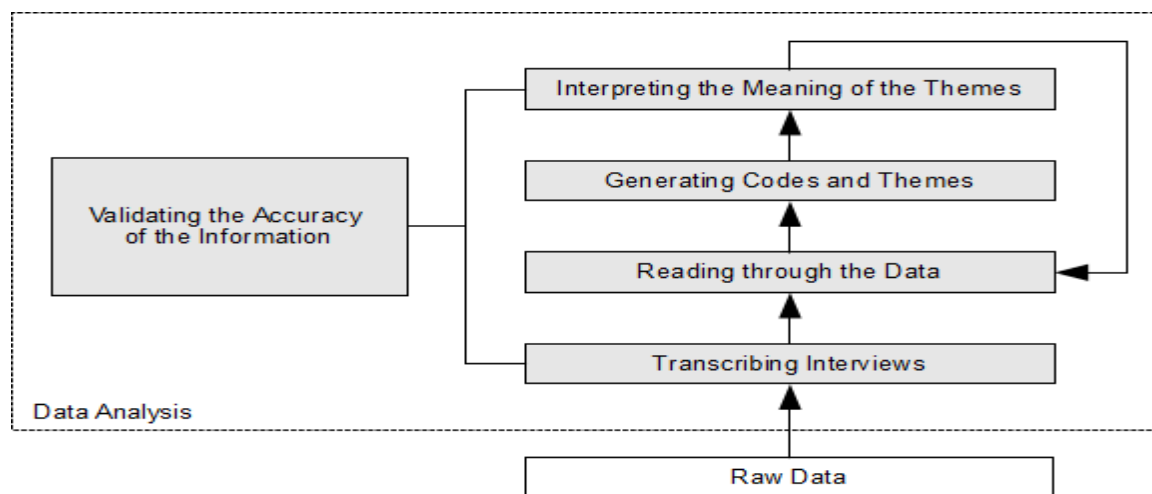 Interpreting the Meaning of the Themes
Generating Codes and Themes
Validating the Accuracy
of the Information
Reading through the Data
Transcribing Interviews
Data Analysis
Raw Data